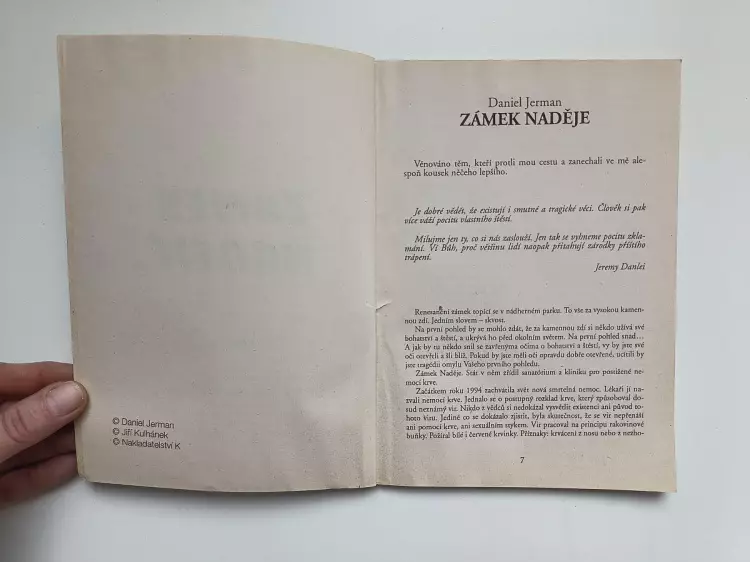 © Daniel Jerman
© Jiří Kulhánek
© Nakladatelství K
Daniel Jerman
ZÁMEK NADĚJE
Věnováno těm, kteří protli mou cestu a zanechali ve mě ale-
spoň kousek něčeho lepšího.
Je dobré vědět, že existují i smutné a tragické věci. Člověk si pak
více váží pocitu vlastního štěstí.
Milujme jen ty, co si nás zaslouží. Jen tak se vyhneme pocitu zkla-
mání. Ví Bůh, proč většinu lidí naopak přitahují zárodky příštího
trápení.
Jeremy Danlei
Renesanční zámek topící se v nádherném parku. To vše za vysokou kamen-
nou zdí. Jedním slovem – skvost.
Na první pohled by se mohlo zdát, že za kamennou zdí si někdo užívá své
bohatství a štěstí, a ukrývá ho před okolním světem. Na první pohled snad...
A jak by tu někdo snil se zavřenýma očima o bohatství a štěstí, vy by jste své
oči otevřeli a šli blíž. Pokud by jste měli oči opravdu dobře otevřené, ucítili by
jste tragédii omylu Vašeho prvního pohledu.
Zámek Naděje. Stát v něm zřídil sanatórium a kliniku pro postižené ne-
mocí krve.
Začátkem roku 1994 zachvátila svět nová smrtelná nemoc. Lékaři jí na-
zvali nemocí krve. Jednalo se o postupný rozklad krve, který způsoboval do-
sud neznámý vir. Nikdo z vědců si nedokázal vysvětlit existenci ani původ to-
hoto viru. Jediné co se dokázalo zjistit, byla skutečnost, že se vir nepřenáší
ani pomocí krve, ani sexuálním stykem. Vir pracoval na principu rakovinové
buňky. Požíral bílé i červené krvinky. Příznaky: krvácení z nosu nebo z nezho-
7